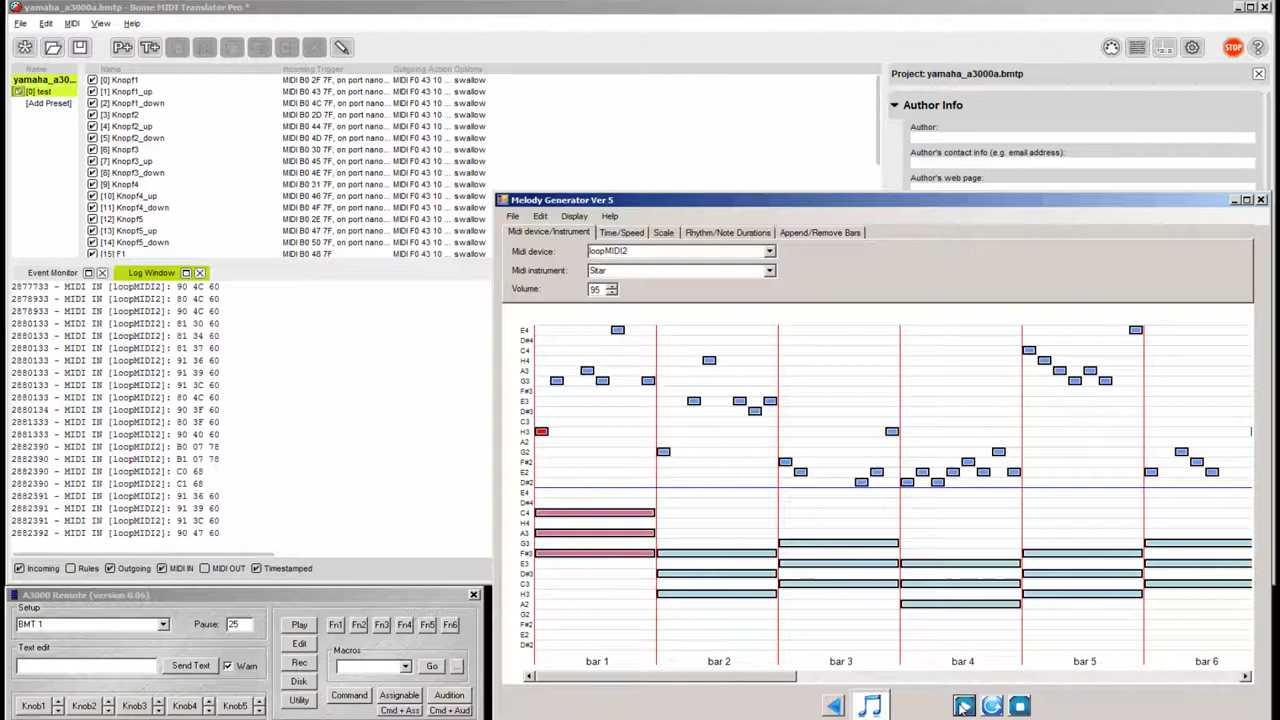 yamaha_a3000a.bmtp - Bome MIDI Translator Pro *
File Edit MIDI View Help
P+ T+ STOP ?
Name
yamaha_a30...
[0] test
[Add Preset]
Name Incoming Trigger Outgoing Action Options
[0] Knopf1 MIDI B0 2F 7F, on port nano... MIDI F0 43 10 ... swallow
[1] Knopf1_up MIDI B0 43 7F, on port nano... MIDI F0 43 10 ... swallow
[2] Knopf1_down MIDI B0 4C 7F, on port nano... MIDI F0 43 10 ... swallow
[3] Knopf2 MIDI B0 2D 7F, on port nano... MIDI F0 43 10 ... swallow
[4] Knopf2_up MIDI B0 44 7F, on port nano... MIDI F0 43 10 ... swallow
[5] Knopf2_down MIDI B0 4D 7F, on port nano... MIDI F0 43 10 ... swallow
[6] Knopf3 MIDI B0 30 7F, on port nano... MIDI F0 43 10 ... swallow
[7] Knopf3_up MIDI B0 45 7F, on port nano... MIDI F0 43 10 ... swallow
[8] Knopf3_down MIDI B0 4E 7F, on port nano... MIDI F0 43 10 ... swallow
[9] Knopf4 MIDI B0 31 7F, on port nano... MIDI F0 43 10 ... swallow
[10] Knopf4_up MIDI B0 46 7F, on port nano... MIDI F0 43 10 ... swallow
[11] Knopf4_down MIDI B0 4F 7F, on port nano... MIDI F0 43 10 ... swallow
[12] Knopf5 MIDI B0 2E 7F, on port nano... MIDI F0 43 10 ... swallow
[13] Knopf5_up MIDI B0 47 7F, on port nano... MIDI F0 43 10 ... swallow
[14] Knopf5_down MIDI B0 50 7F, on port nano... MIDI F0 43 10 ... swallow
[15] F1 MIDI B0 48 7F, on port nano... MIDI F0 43 10 ... swallow
Project: yamaha_a3000a.bmtp
Author Info
Author:
Author's contact info (e.g. email address):
Author's web page:
Event Monitor Log Window
2877733 - MIDI IN [loopMIDI2]: 90 4C 60
2878933 - MIDI IN [loopMIDI2]: 80 4C 60
2878933 - MIDI IN [loopMIDI2]: 90 3F 60
2880133 - MIDI IN [loopMIDI2]: 81 30 60
2880133 - MIDI IN [loopMIDI2]: 81 34 60
2880133 - MIDI IN [loopMIDI2]: 81 37 60
2880133 - MIDI IN [loopMIDI2]: 91 36 60
2880133 - MIDI IN [loopMIDI2]: 91 39 60
2880133 - MIDI IN [loopMIDI2]: 91 3C 60
2880133 - MIDI IN [loopMIDI2]: 80 4C 60
2880134 - MIDI IN [loopMIDI2]: 80 3F 60
2881333 - MIDI IN [loopMIDI2]: 80 3F 60
2881333 - MIDI IN [loopMIDI2]: 90 40 60
2882390 - MIDI IN [loopMIDI2]: B0 07 78
2882390 - MIDI IN [loopMIDI2]: B1 07 78
2882390 - MIDI IN [loopMIDI2]: C0 68
2882390 - MIDI IN [loopMIDI2]: C1 68
2882391 - MIDI IN [loopMIDI2]: 91 36 60
2882391 - MIDI IN [loopMIDI2]: 91 39 60
2882391 - MIDI IN [loopMIDI2]: 91 3C 60
2882392 - MIDI IN [loopMIDI2]: 90 47 60
Incoming Rules Outgoing MIDI IN MIDI OUT Timestamped
A3000 Remote (version 0.06)
Setup
BMT 1 Pause: 25
Text edit
Send Text Warn
Knob1 Knob2 Knob3 Knob4 Knob5
Play
Edit
Rec
Disk
Utility
Fn1 Fn2 Fn3 Fn4 Fn5 Fn6
Macros
Go ...
Command Assignable Audition
Cmd + Ass Cmd + Aud
Melody Generator Ver 5
File Edit Display Help
Midi device/Instrument Time/Speed Scale Rhythm/Note Durations Append/Remove Bars
Midi device: loopMIDI2
Midi instrument: Sitar
Volume: 95
E4
D#4
C4
H4
A3
G3
F#3
E3
D#3
C3
H3
A2
G2
F#2
E2
D#2
E4
D#4
C4
H4
A3
G3
F#3
E3
D#3
C3
H3
A2
G2
F#2
E2
D#2
bar 1 bar 2 bar 3 bar 4 bar 5 bar 6